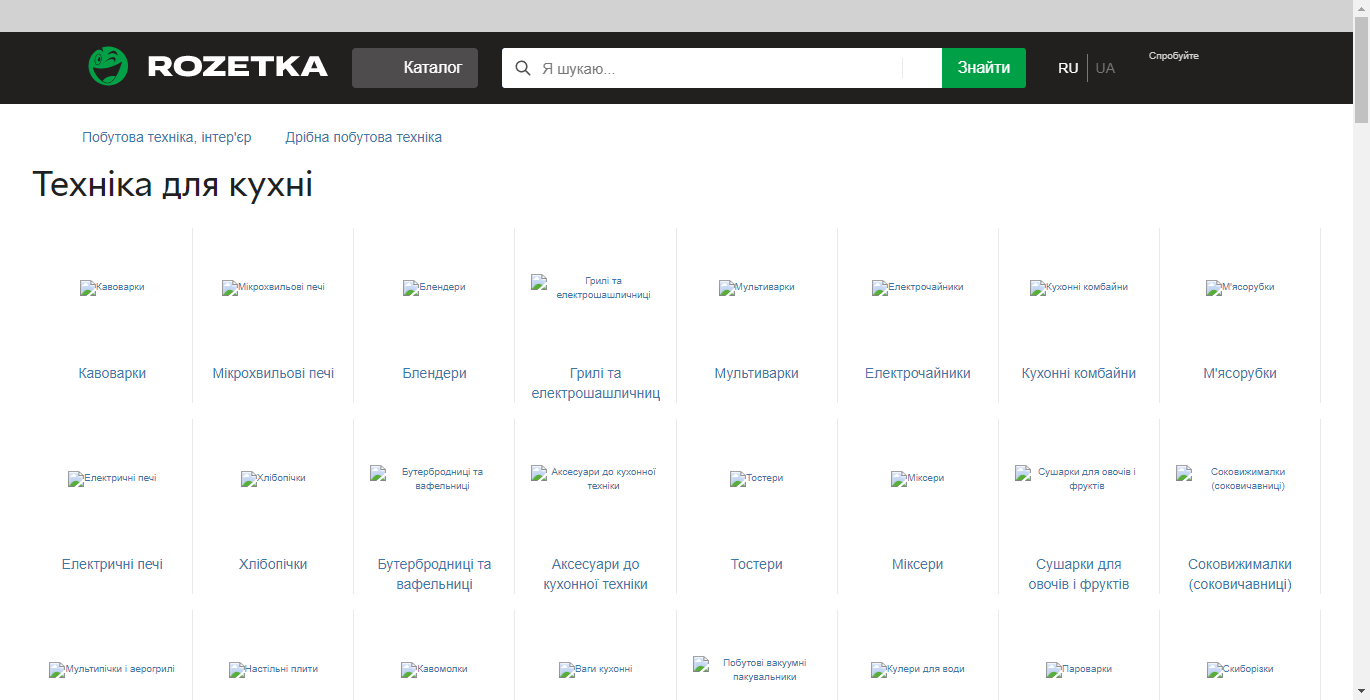 ROZETKA
Каталог
Я шукаю...
Знайти
RU
UA
Спробуйте
Побутова техніка, інтер'єр
Дрібна побутова техніка
Техніка для кухні
Кавоварки
Мікрохвильові печі
Блендери
Грилі та
електрошашличниці
Мультиварки
Електрочайники
Кухонні комбайни
М'ясорубки
Кавоварки
Мікрохвильові печі
Блендери
Грилі та
електрошашличниц
Мультиварки
Електрочайники
Кухонні комбайни
М'ясорубки
Електричні печі
Хлібопічки
Бутербродниці та
вафельниці
Аксесуари до кухонної
техніки
Тостери
Міксери
Сушарки для овочів і
фруктів
Соковижималки
(соковичавниці)
Електричні печі
Хлібопічки
Бутербродниці та
вафельниці
Аксесуари до
кухонної техніки
Тостери
Міксери
Сушарки для
овочів і фруктів
Соковижималки
(соковичавниці)
Мультипічки і аерогрилі
Настільні плити
Кавомолки
Ваги кухонні
Побутові вакуумні
пакувальники
Кулери для води
Пароварки
Скиборізки